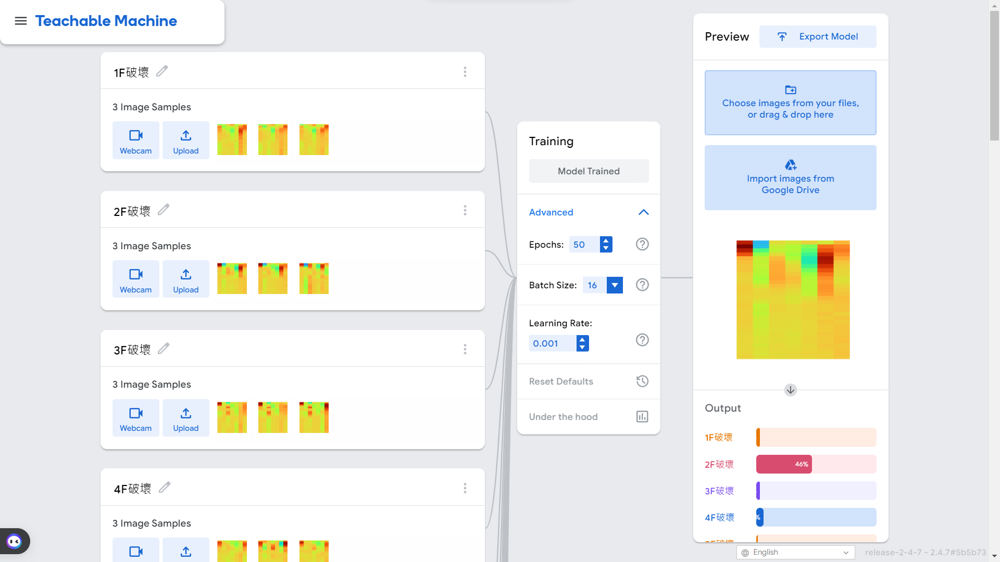 Teachable Machine
1F破壞
3 Image Samples
Webcam
Upload
2F破壞
3 Image Samples
Webcam
Upload
3F破壞
3 Image Samples
Webcam
Upload
4F破壞
3 Image Samples
Training
Model Trained
Advanced
Epochs: 50
Batch Size: 16
Learning Rate:
0.001
Reset Defaults
Under the hood
Preview
Export Model
Choose images from your files,
or drag & drop here
Import images from
Google Drive
Output
1F破壞
2F破壞 46%
3F破壞
4F破壞 %
English
release-2-4-7 - 2.4.7#5b5b73